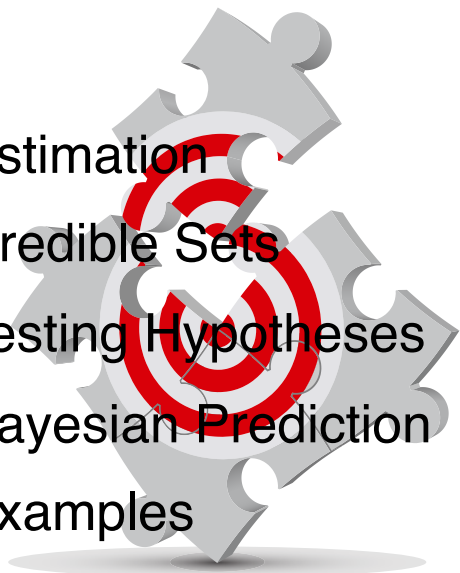 stimation
redible Sets
esting Hypotheses
ayesian Prediction
xamples